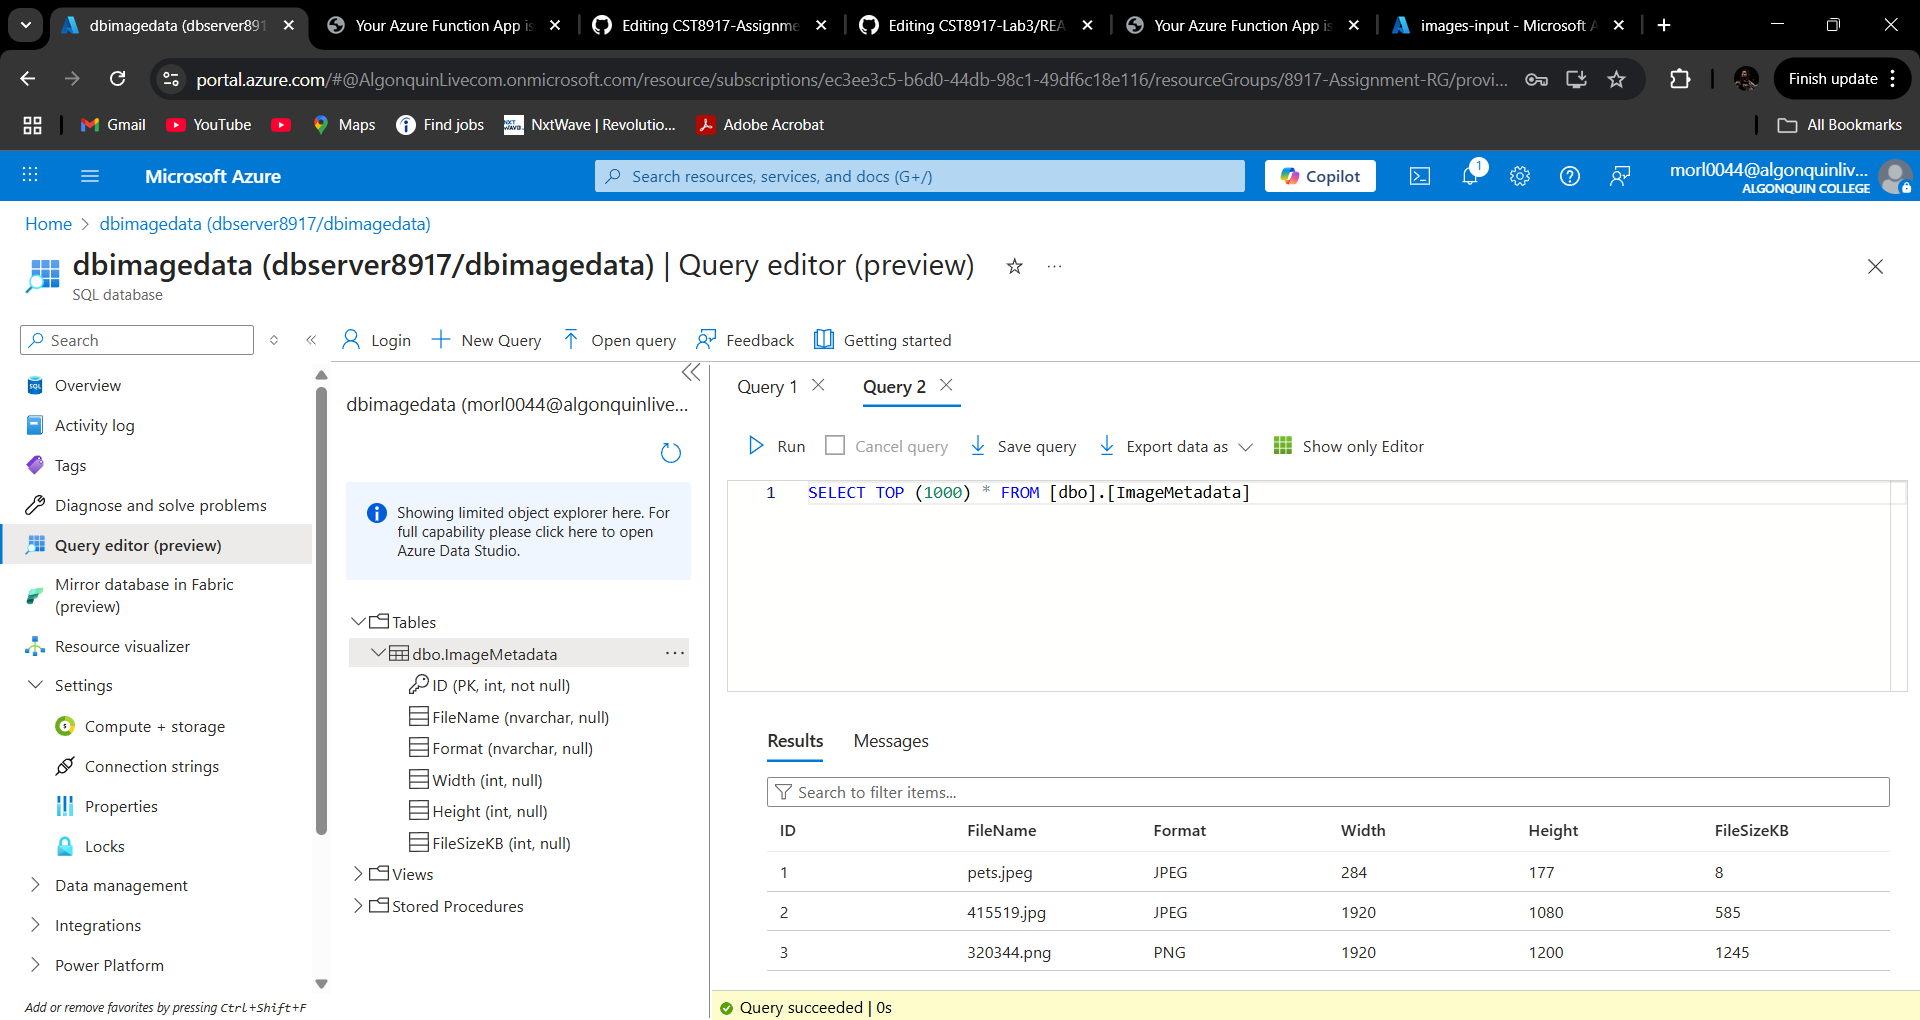 dbimagedata (dbserver891
Your Azure Function App is
Editing CST8917-Assignme
Editing CST8917-Lab3/REA
Your Azure Function App is
images-input - Microsoft A
portal.azure.com/#@AlgonquinLivecom.onmicrosoft.com/resource/subscriptions/ec3ee3c5-b6d0-44db-98c1-49df6c18e116/resourceGroups/8917-Assignment-RG/provi...
Finish update
Gmail
YouTube
Maps
Find jobs
NxtWave | Revolutio...
Adobe Acrobat
All Bookmarks
Microsoft Azure
Search resources, services, and docs (G+/)
Copilot
1
morl0044@algonquinliv...
ALGONQUIN COLLEGE
Home > dbimagedata (dbserver8917/dbimagedata)
dbimagedata (dbserver8917/dbimagedata) | Query editor (preview)
SQL database
Search
Login
New Query
Open query
Feedback
Getting started
Overview
Activity log
Tags
Diagnose and solve problems
Query editor (preview)
Mirror database in Fabric
(preview)
Resource visualizer
Settings
Compute + storage
Connection strings
Properties
Locks
Data management
Integrations
Power Platform
Add or remove favorites by pressing Ctrl+Shift+F
dbimagedata (morl0044@algonquinlive...
Showing limited object explorer here. For
full capability please click here to open
Azure Data Studio.
Tables
dbo.ImageMetadata
ID (PK, int, not null)
FileName (nvarchar, null)
Format (nvarchar, null)
Width (int, null)
Height (int, null)
FileSizeKB (int, null)
Views
Stored Procedures
Query 1
Query 2
Run
Cancel query
Save query
Export data as
Show only Editor
1 SELECT TOP (1000) * FROM [dbo].[ImageMetadata]
Results
Messages
Search to filter items...
ID FileName Format Width Height FileSizeKB
1 pets.jpeg JPEG 284 177 8
2 415519.jpg JPEG 1920 1080 585
3 320344.png PNG 1920 1200 1245
Query succeeded | 0s